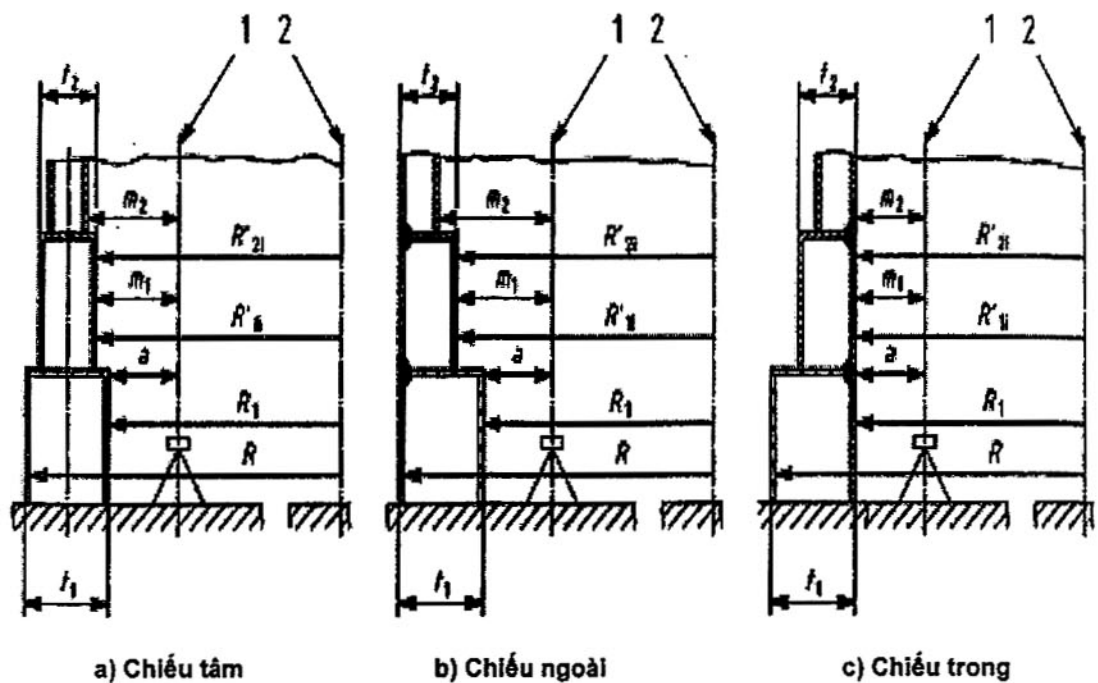 1 2
1 2
1 2
t₂
t₂
t₂
m₂
m₂
m₂
R'₂ᵢ
R'₂ᵢ
R'₂ᵢ
m₁
m₁
m₁
R'₁ᵢ
R'₁ᵢ
R'₁ᵢ
a
a
a
R₁
R₁
R₁
R
R
R
t₁
t₁
t₁
a) Chiếu tâm
b) Chiếu ngoài
c) Chiếu trong